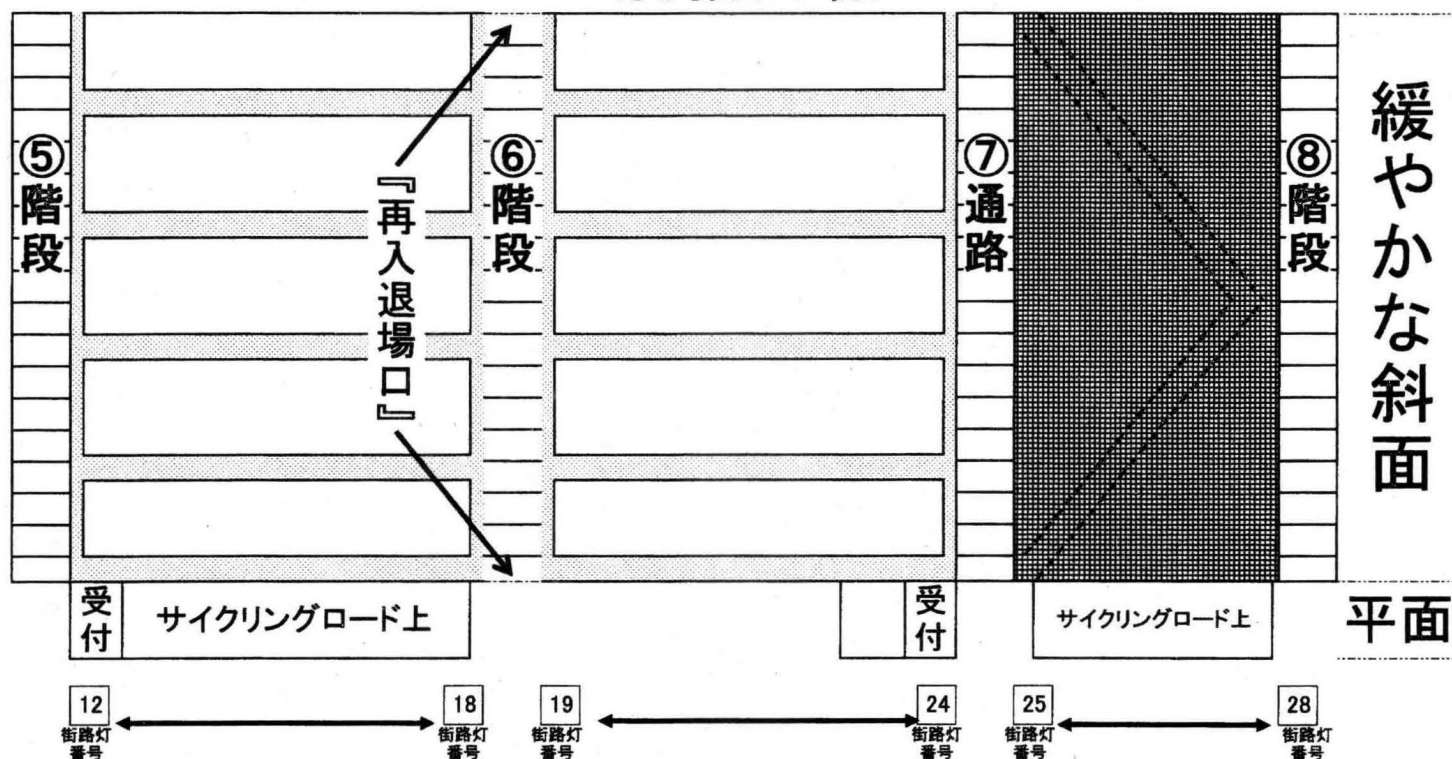 ⑤階段
『再入退場口』
⑥階段
⑦通路
⑧階段
緩やかな斜面
受付
サイクリングロード上
受付
サイクリングロード上
平面
12
街路灯
番号
18
街路灯
番号
19
街路灯
番号
24
街路灯
番号
25
街路灯
番号
28
街路灯
番号